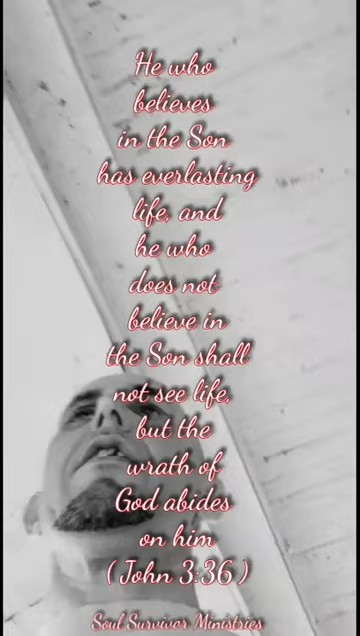 He who
believes
in the Son
has everlasting
life, and
he who
does not
believe in
the Son shall
not see life,
but the
wrath of
God abides
on him
( John 3:36 )
Soul Survivor Ministries